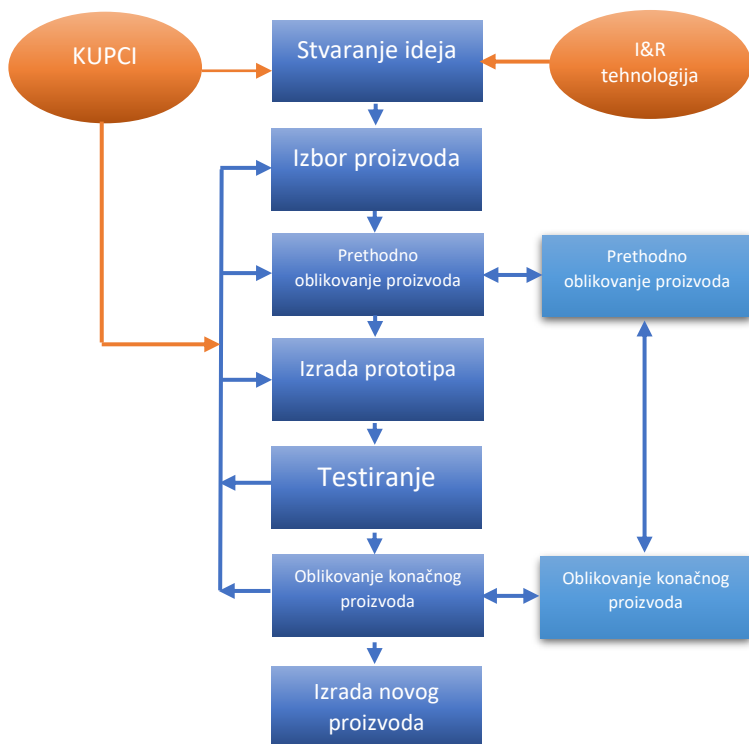 KUPCI
Stvaranje ideja
I&R
tehnologija
Izbor proizvoda
Prethodno
oblikovanje proizvoda
Prethodno
oblikovanje proizvoda
Izrada prototipa
Testiranje
Oblikovanje konačnog
proizvoda
Oblikovanje konačnog
proizvoda
Izrada novog
proizvoda